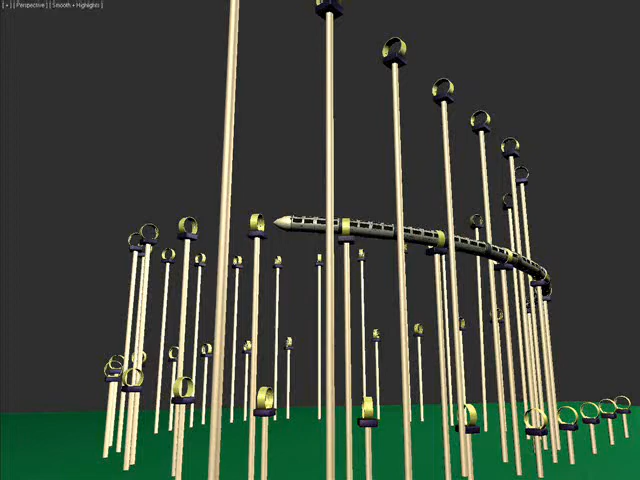 [ + ] [ Perspective ] [ Smooth + Highlights ]